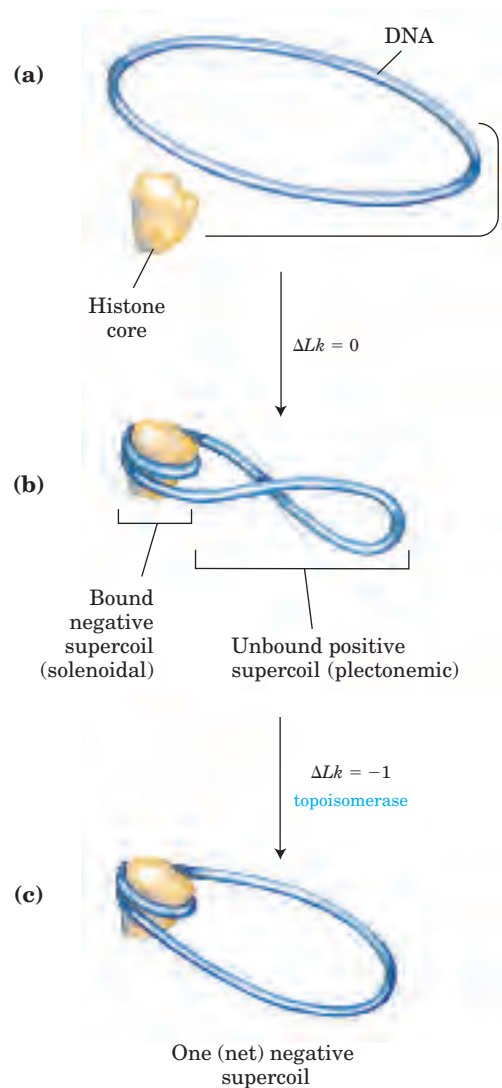 DNA
(a)
Histone
core
ΔLk = 0
(b)
Bound
negative
supercoil
(solenoidal)
Unbound positive
supercoil (plectonemic)
ΔLk = −1
topoisomerase
(c)
One (net) negative
supercoil